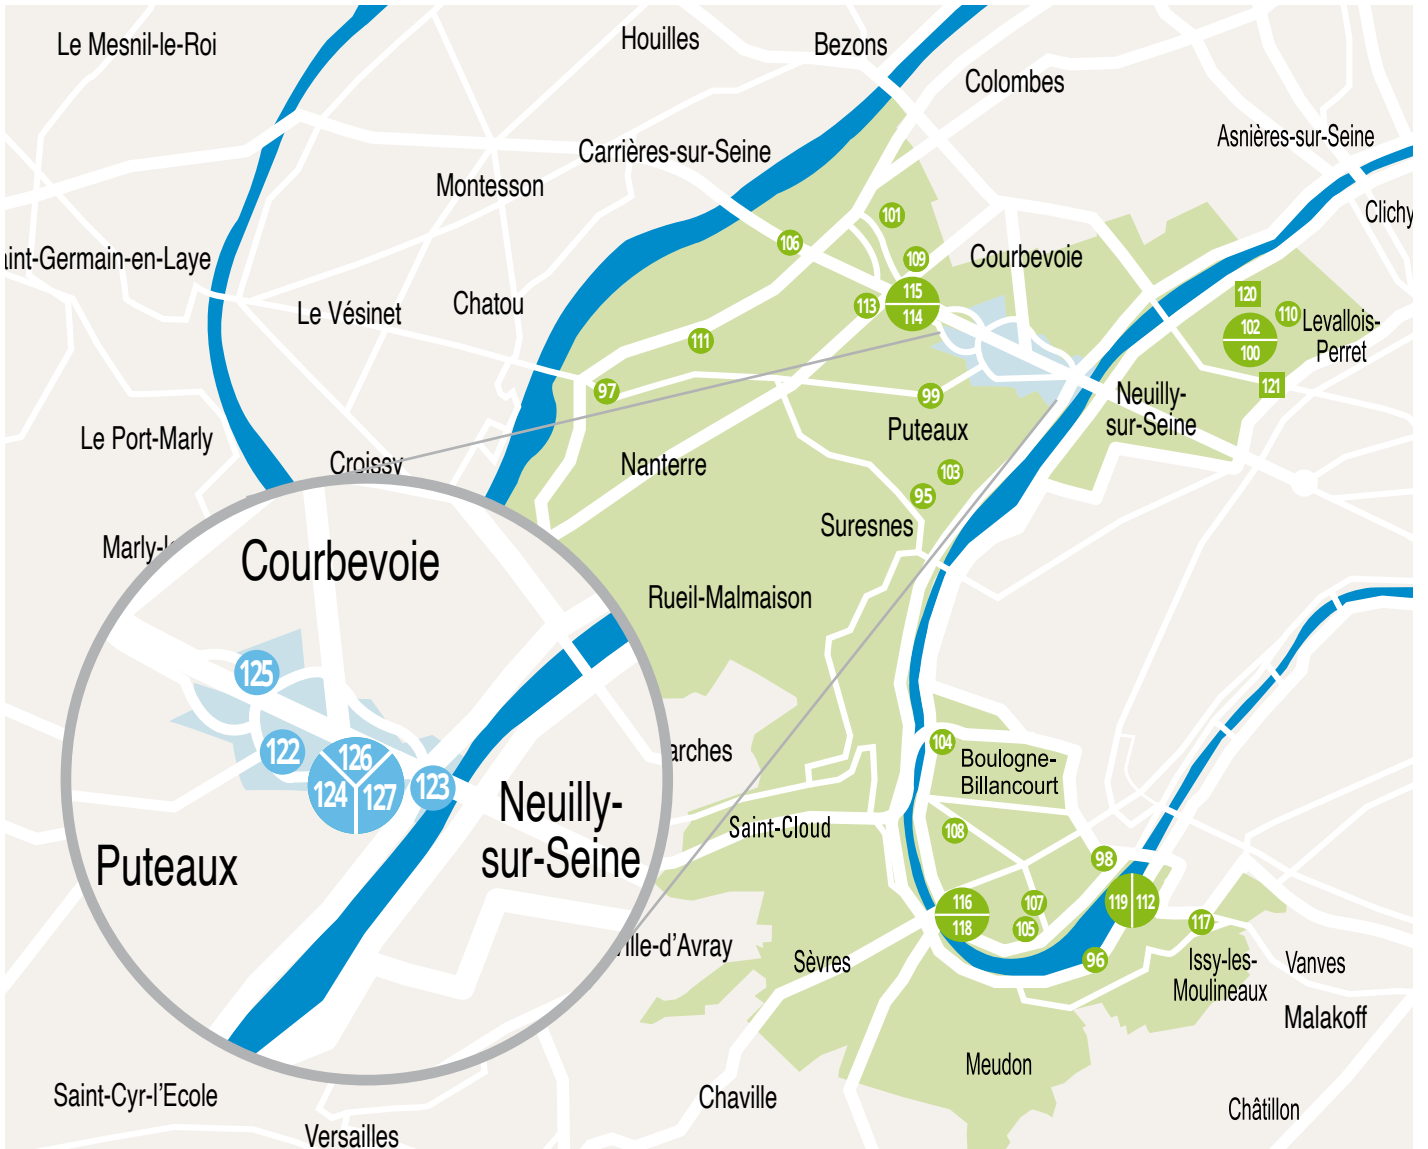 Le Mesnil-le-Roi
Houilles
Bezons
Colombes
Asnières-sur-Seine
Carrières-sur-Seine
Montesson
Clichy
101
106
109
Courbevoie
int-Germain-en-Laye
Chatou
Le Vésinet
113
115
114
120
110
102
100
Levallois-
Perret
111
121
97
99
Neuilly-
sur-Seine
Puteaux
Le Port-Marly
Croissy
Nanterre
103
95
Suresnes
Marly-l
Courbevoie
Rueil-Malmaison
125
122
126
124
127
123
Neuilly-
sur-Seine
Puteaux
arches
104
Boulogne-
Billancourt
Saint-Cloud
108
98
116
118
107
105
119
112
117
96
ille-d'Avray
Sèvres
Issy-les-
Moulineaux
Vanves
Malakoff
Meudon
Saint-Cyr-l'Ecole
Chaville
Châtillon
Versailles